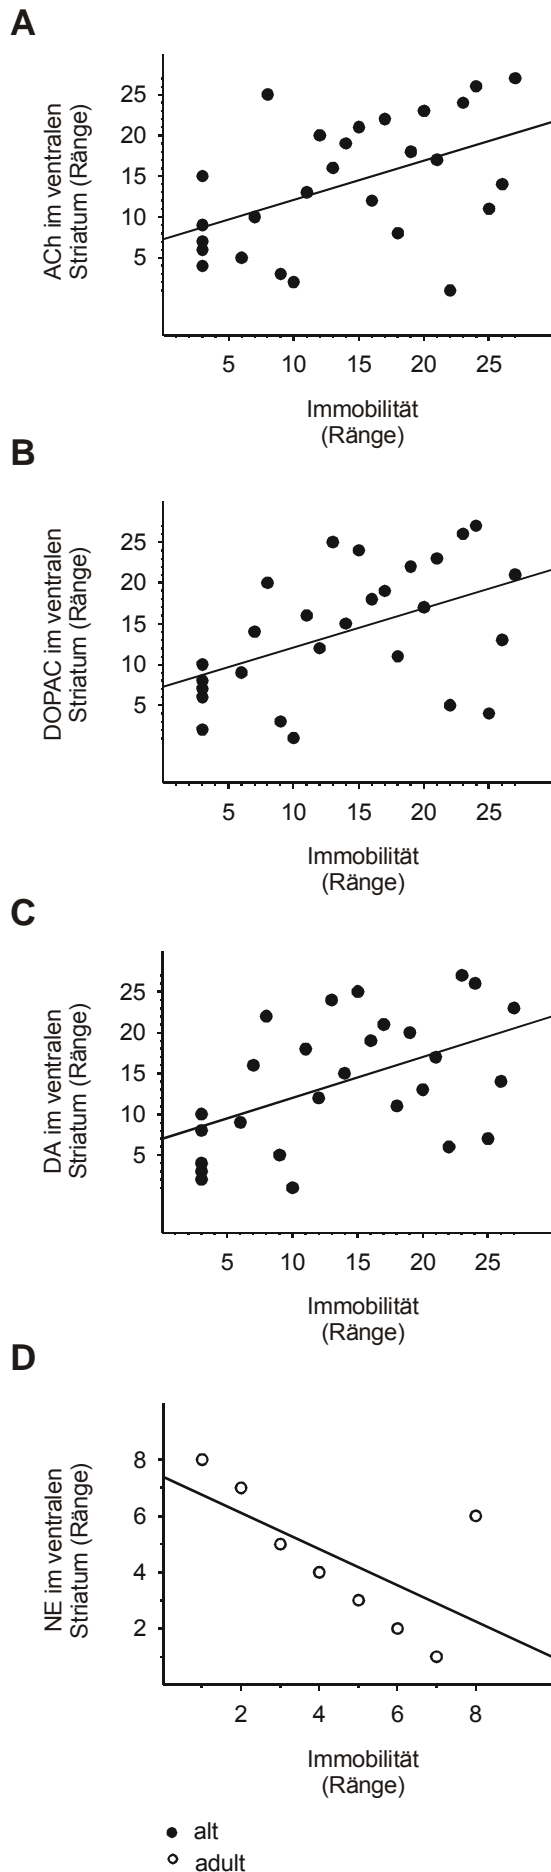 A
ACh im ventralen
Striatum (Ränge)
25
20
15
10
5
5 10 15 20 25
Immobilität
(Ränge)
B
DOPAC im ventralen
Striatum (Ränge)
25
20
15
10
5
5 10 15 20 25
Immobilität
(Ränge)
C
DA im ventralen
Striatum (Ränge)
25
20
15
10
5
5 10 15 20 25
Immobilität
(Ränge)
D
NE im ventralen
Striatum (Ränge)
8
6
4
2
2 4 6 8
Immobilität
(Ränge)
alt
adult